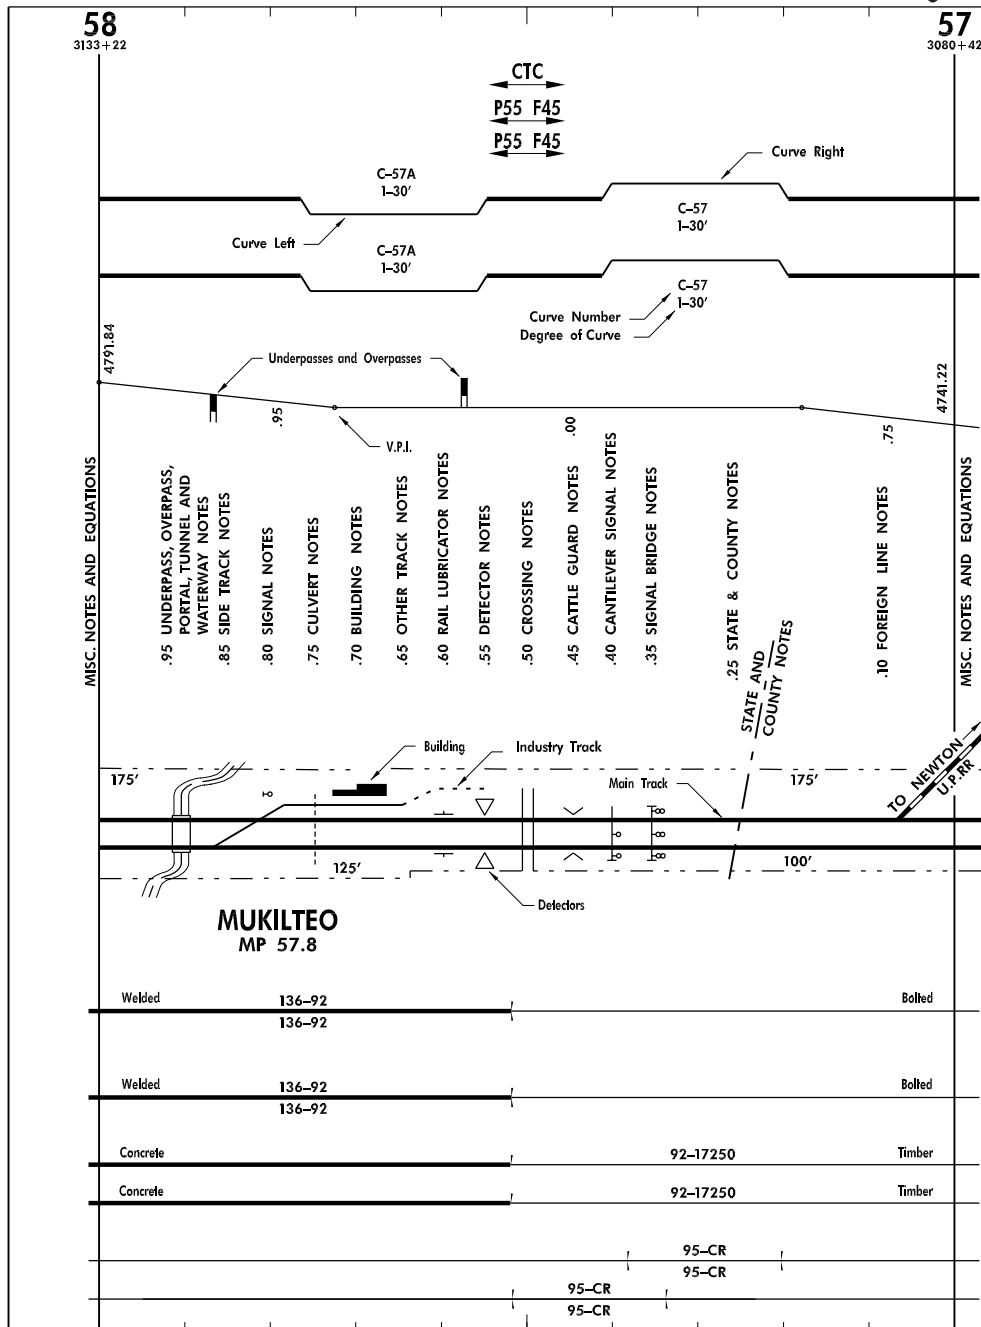 58
3133+22
57
3080+42
CTC
P55 F45
P55 F45
Curve Right
C–57A
1–30'
C–57
1–30'
Curve Left
C–57A
1–30'
C–57
1–30'
Curve Number
Degree of Curve
4791.84
4741.22
Underpasses and Overpasses
.95
.00
.75
V.P.I.
MISC. NOTES AND EQUATIONS
.95 UNDERPASS, OVERPASS,
PORTAL, TUNNEL AND
WATERWAY NOTES
.85 SIDE TRACK NOTES
.80 SIGNAL NOTES
.75 CULVERT NOTES
.70 BUILDING NOTES
.65 OTHER TRACK NOTES
.60 RAIL LUBRICATOR NOTES
.55 DETECTOR NOTES
.50 CROSSING NOTES
.45 CATTLE GUARD NOTES
.40 CANTILEVER SIGNAL NOTES
.35 SIGNAL BRIDGE NOTES
.25 STATE & COUNTY NOTES
STATE AND
COUNTY NOTES
.10 FOREIGN LINE NOTES
MISC. NOTES AND EQUATIONS
Building
Industry Track
TO NEWTON
U.P.RR
175'
Main Track
175'
125'
100'
MUKILTEO
MP 57.8
Detectors
Welded
136–92
136–92
Bolted
Welded
136–92
136–92
Bolted
Concrete
92–17250
Timber
Concrete
92–17250
Timber
95–CR
95–CR
95–CR
95–CR